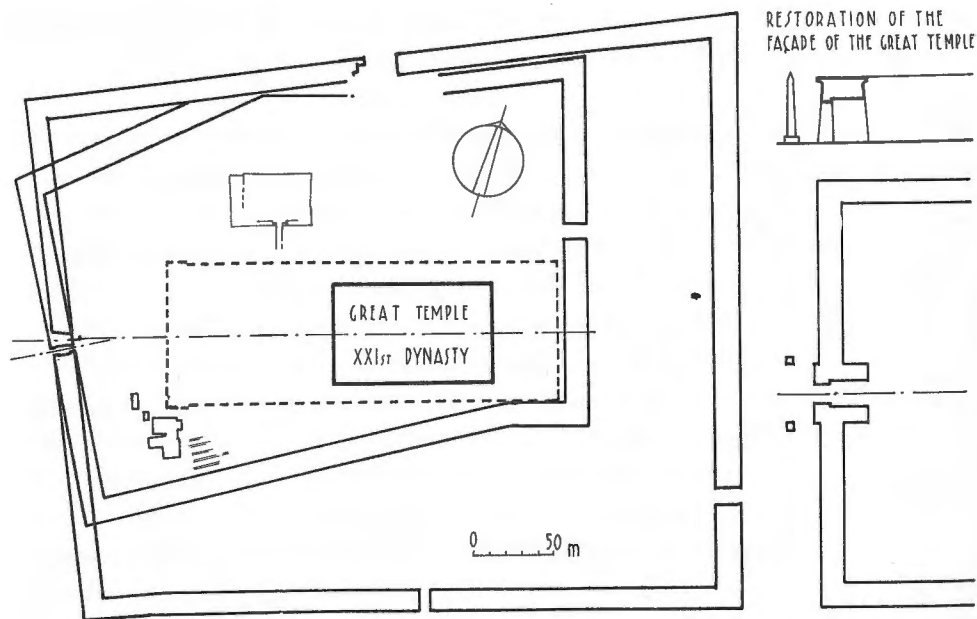 RESTORATION OF THE
FAÇADE OF THE GREAT TEMPLE
GREAT TEMPLE
XXIST DYNASTY
0 50 m